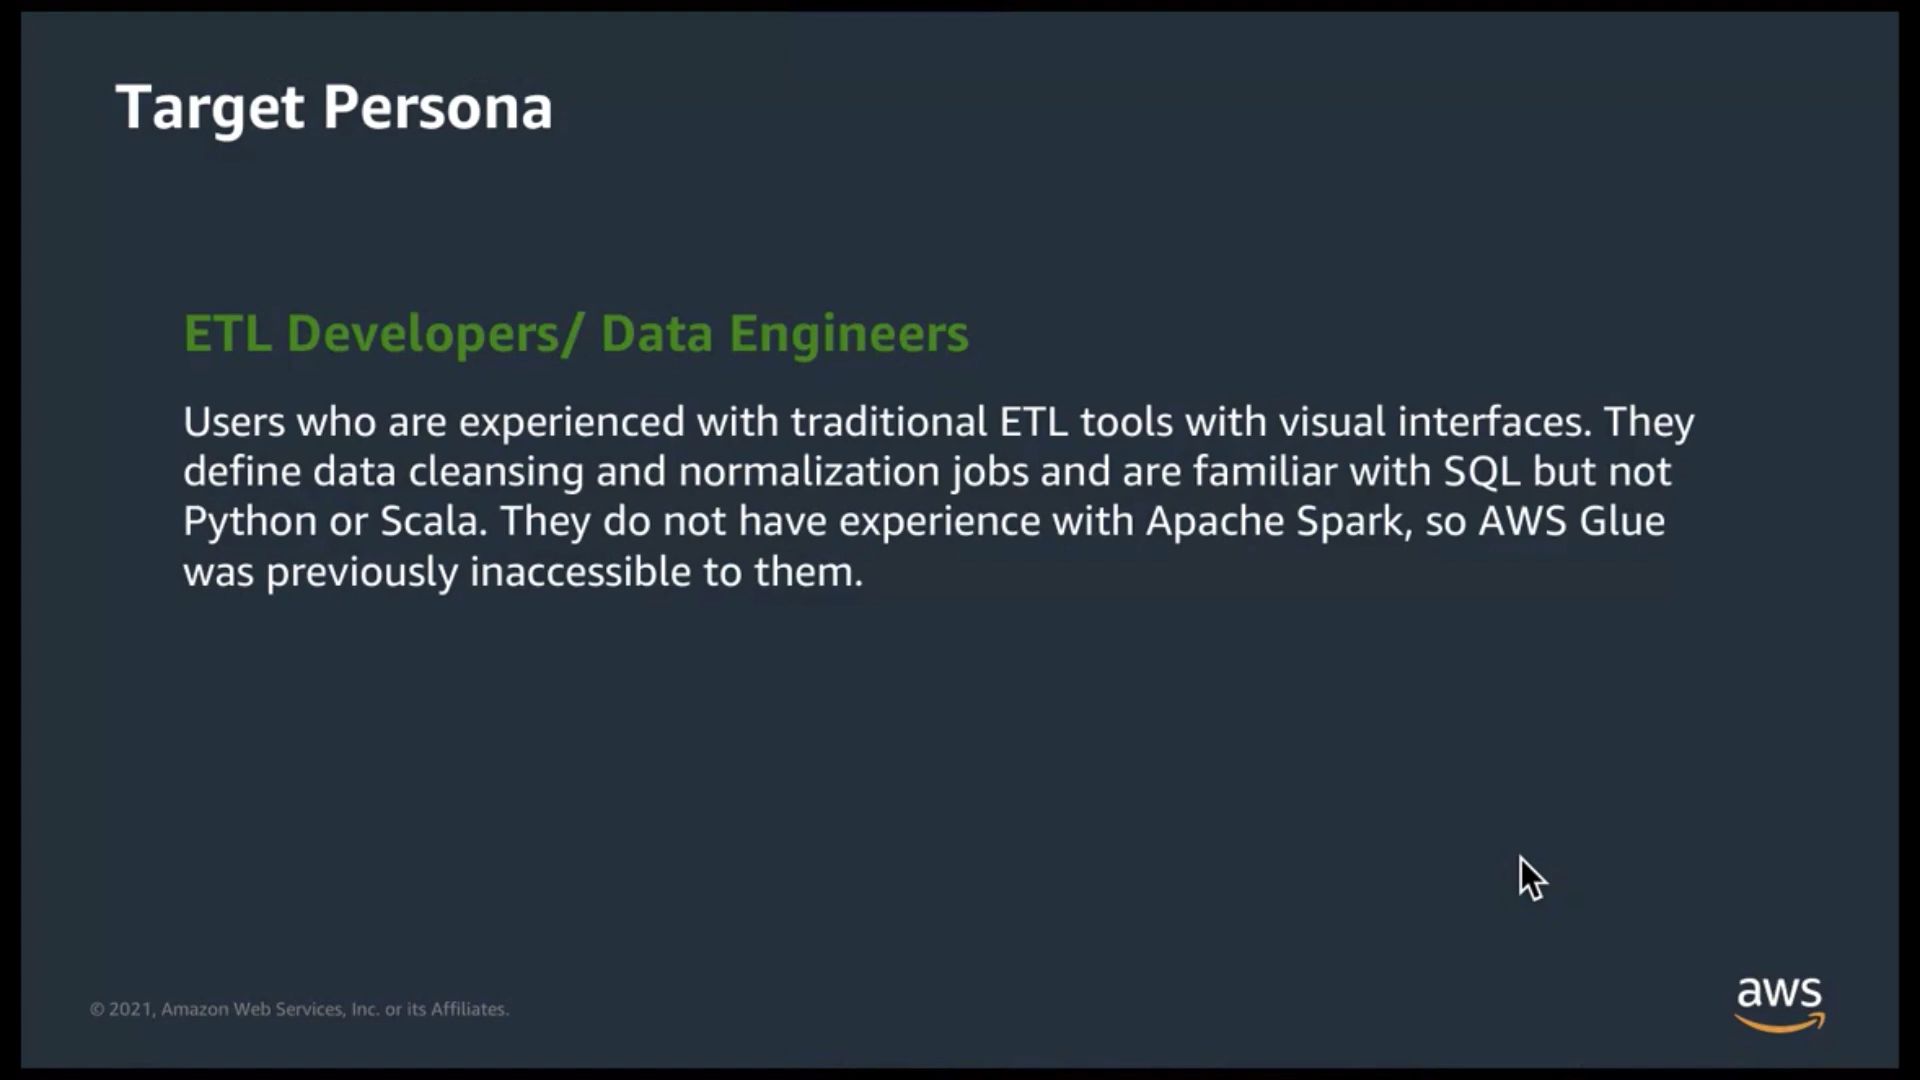 Target Persona
ETL Developers/ Data Engineers
Users who are experienced with traditional ETL tools with visual interfaces. They
define data cleansing and normalization jobs and are familiar with SQL but not
Python or Scala. They do not have experience with Apache Spark, so AWS Glue
was previously inaccessible to them.
© 2021, Amazon Web Services, Inc. or its Affiliates.
aws